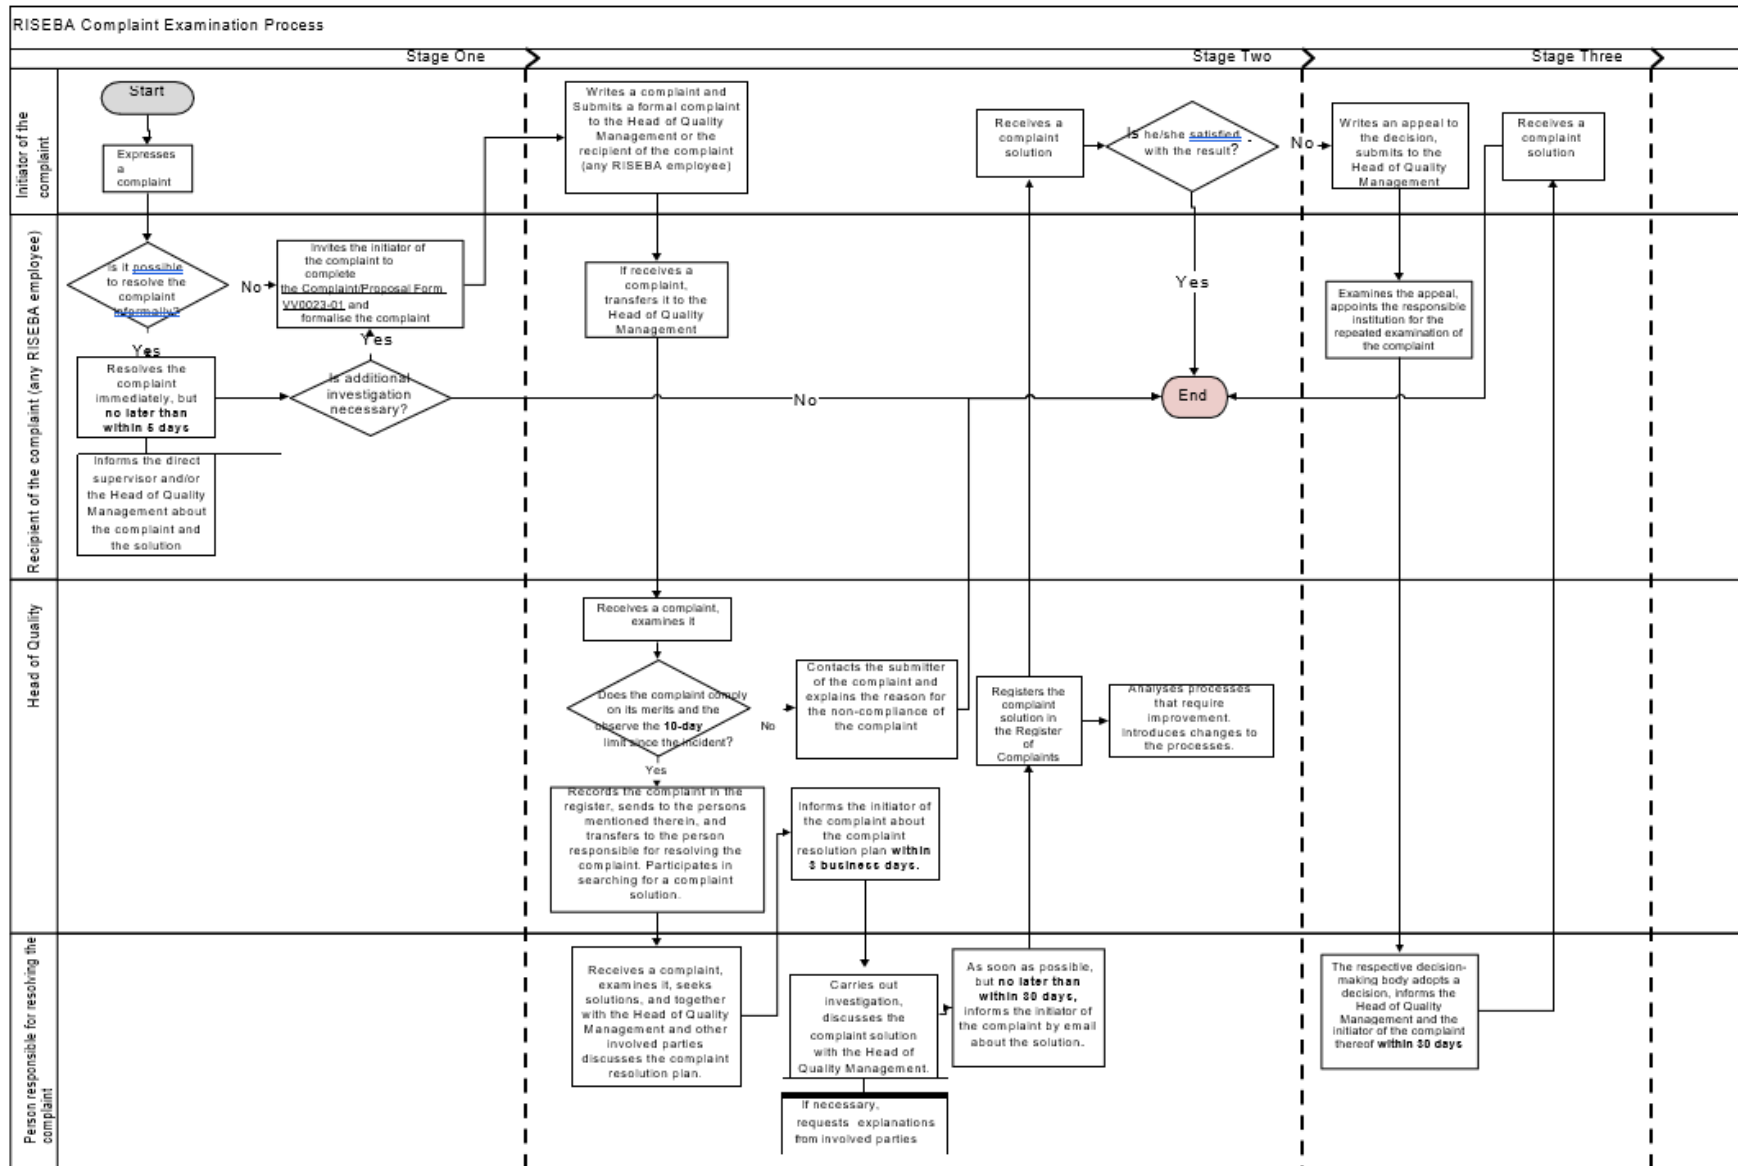 RISEBA Complaint Examination Process
Stage One
Stage Two
Stage Three
Initiator of the
complaint
Start
Expresses
a
complaint
Writes a complaint and
Submits a formal complaint
to the Head of Quality
Management or the
recipient of the complaint
(any RISEBA employee)
Receives a
complaint
solution
Is he/she satisfied
with the result?
No
Writes an appeal to
the decision,
submits to the
Head of Quality
Management
Receives a
complaint
solution
Recipient of the complaint (any RISEBA employee)
Is it possible
to resolve the
complaint
informally?
No
Invites the initiator of
the complaint to
complete
the Complaint/Proposal Form
VV0023-01 and
formalise the complaint
Yes
Yes
Resolves the
complaint
immediately, but
no later than
within 5 days
Is additional
investigation
necessary?
No
Informs the direct
supervisor and/or
the Head of Quality
Management about
the complaint and
the solution
If receives a
complaint,
transfers it to the
Head of Quality
Management
Yes
End
Examines the appeal,
appoints the responsible
institution for the
repeated examination of
the complaint
Head of Quality
Receives a complaint,
examines it
Does the complaint comply
on its merits and the
observe the 10-day
limit since the incident?
No
Yes
Contacts the submitter
of the complaint and
explains the reason for
the non-compliance of
the complaint
Registers the
complaint
solution in
the Register
of
Complaints
Analyses processes
that require
improvement.
Introduces changes to
the processes.
Records the complaint in the
register, sends to the persons
mentioned therein, and
transfers to the person
responsible for resolving the
complaint. Participates in
searching for a complaint
solution.
Informs the initiator of
the complaint about
the complaint
resolution plan within
3 business days.
Person responsible for resolving the
complaint
Receives a complaint,
examines it, seeks
solutions, and together
with the Head of Quality
Management and other
involved parties
discusses the complaint
resolution plan.
Carries out
investigation,
discusses the
complaint solution
with the Head of
Quality Management.
If necessary,
requests explanations
from involved parties
As soon as possible,
but no later than
within 30 days,
informs the initiator of
the complaint by email
about the solution.
The respective decision-
making body adopts a
decision, informs the
Head of Quality
Management and the
initiator of the complaint
thereof within 30 days